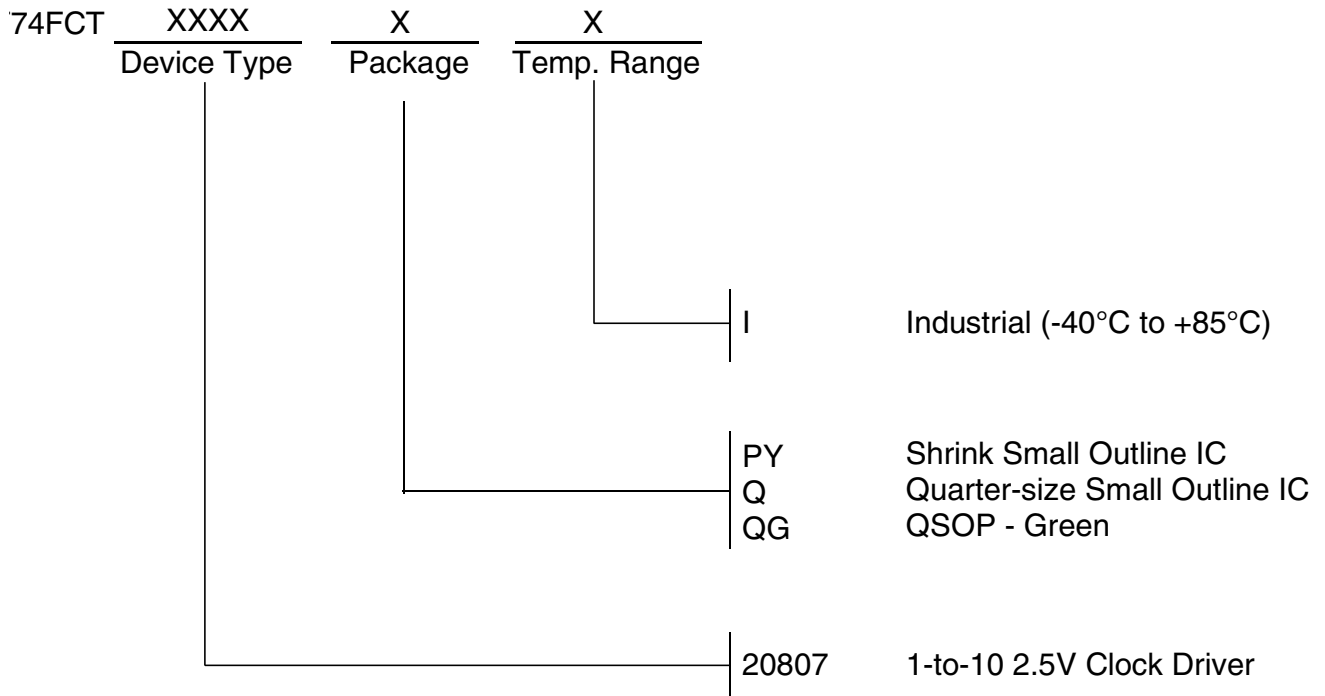 74FCT XXXX X X
Device Type Package Temp. Range
I Industrial (-40°C to +85°C)
PY Shrink Small Outline IC
Q Quarter-size Small Outline IC
QG QSOP - Green
20807 1-to-10 2.5V Clock Driver